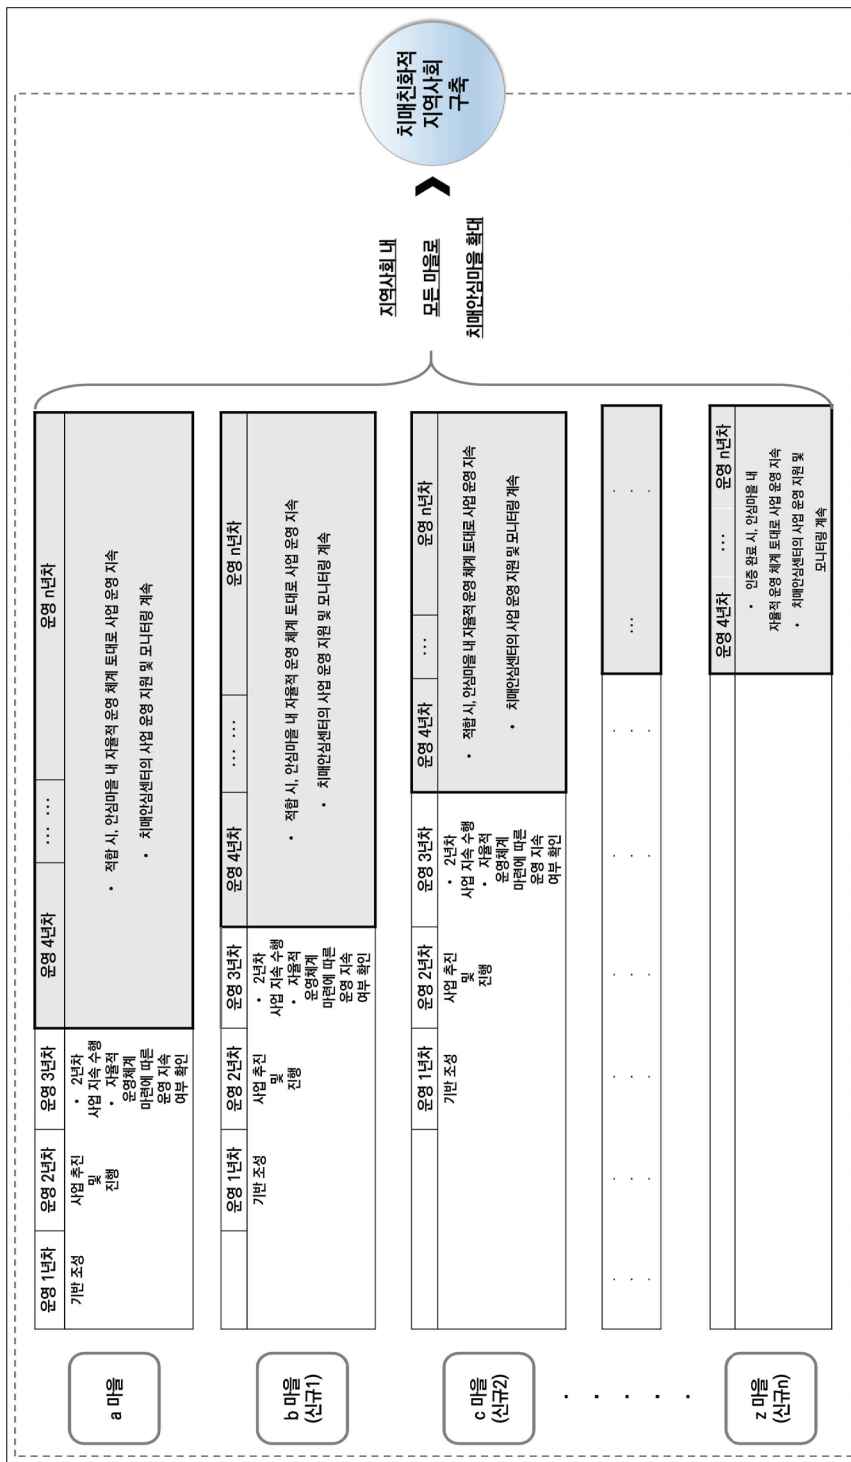 a 마을
운영 1년차
운영 2년차
운영 3년차
운영 4년차
… …
운영 n년차
기반 조성
사업 추진
및
진행
• 2년차
사업 지속 수행
• 자율적
운영체계
마련에 따른
운영 지속
여부 확인
• 적합 시, 안심마을 내 자율적 운영 체계 토대로 사업 운영 지속
• 치매안심센터의 사업 운영 지원 및 모니터링 계속
b 마을
(신규1)
운영 1년차
운영 2년차
운영 3년차
운영 4년차
… …
운영 n년차
기반 조성
사업 추진
및
진행
• 2년차
사업 지속 수행
• 자율적
운영체계
마련에 따른
운영 지속
여부 확인
• 적합 시, 안심마을 내 자율적 운영 체계 토대로 사업 운영 지속
• 치매안심센터의 사업 운영 지원 및 모니터링 계속
c 마을
(신규2)
운영 1년차
운영 2년차
운영 3년차
운영 4년차
…
운영 n년차
기반 조성
사업 추진
및
진행
• 2년차
사업 지속 수행
• 자율적
운영체계
마련에 따른
운영 지속
여부 확인
• 적합 시, 안심마을 내 자율적 운영 체계 토대로 사업 운영 지속
• 치매안심센터의 사업 운영 지원 및 모니터링 계속
…
z 마을
(신규n)
운영 4년차
…
운영 n년차
• 인증 완료 시, 안심마을 내
자율적 운영 체계 토대로 사업 운영 지속
• 치매안심센터의 사업 운영 지원 및
모니터링 계속
지역사회 내
모든 마을로
치매안심마을 확대
치매친화적
지역사회
구축